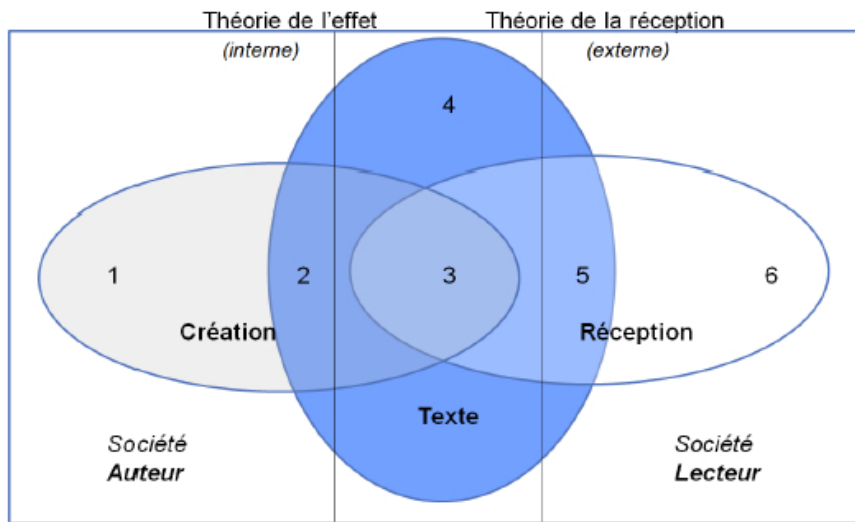 Théorie de l'effet
(interne)
Théorie de la réception
(externe)
4
1
2
3
5
6
Création
Réception
Texte
Société
Auteur
Société
Lecteur